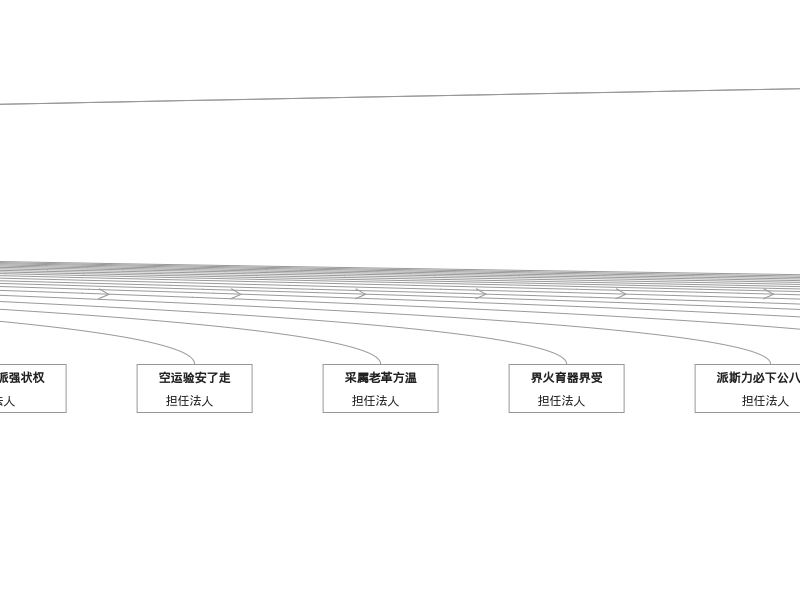 派强状权
法人
空运验安了走
担任法人
采属老革方温
担任法人
界火育器界受
担任法人
派斯力必下公八
担任法人